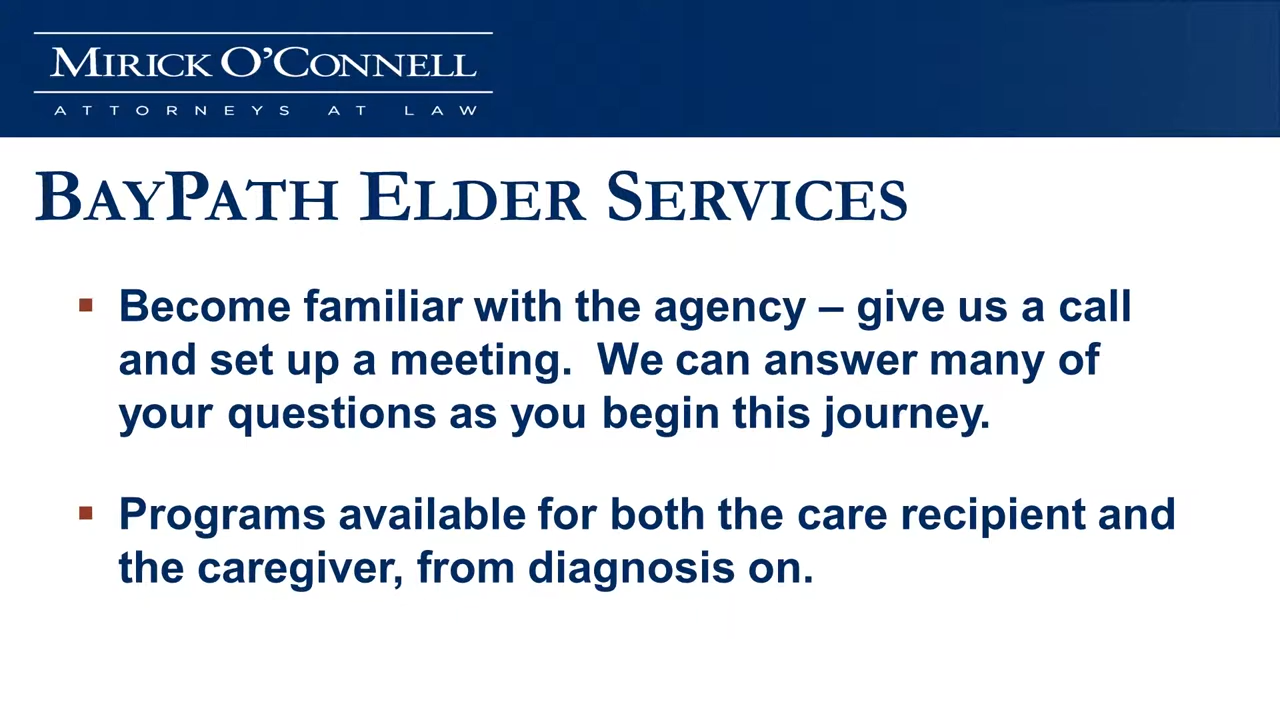 MIRICK O’CONNELL
ATTORNEYS AT LAW
BAYPATH ELDER SERVICES
▪ Become familiar with the agency – give us a call
and set up a meeting.  We can answer many of
your questions as you begin this journey.
▪ Programs available for both the care recipient and
the caregiver, from diagnosis on.